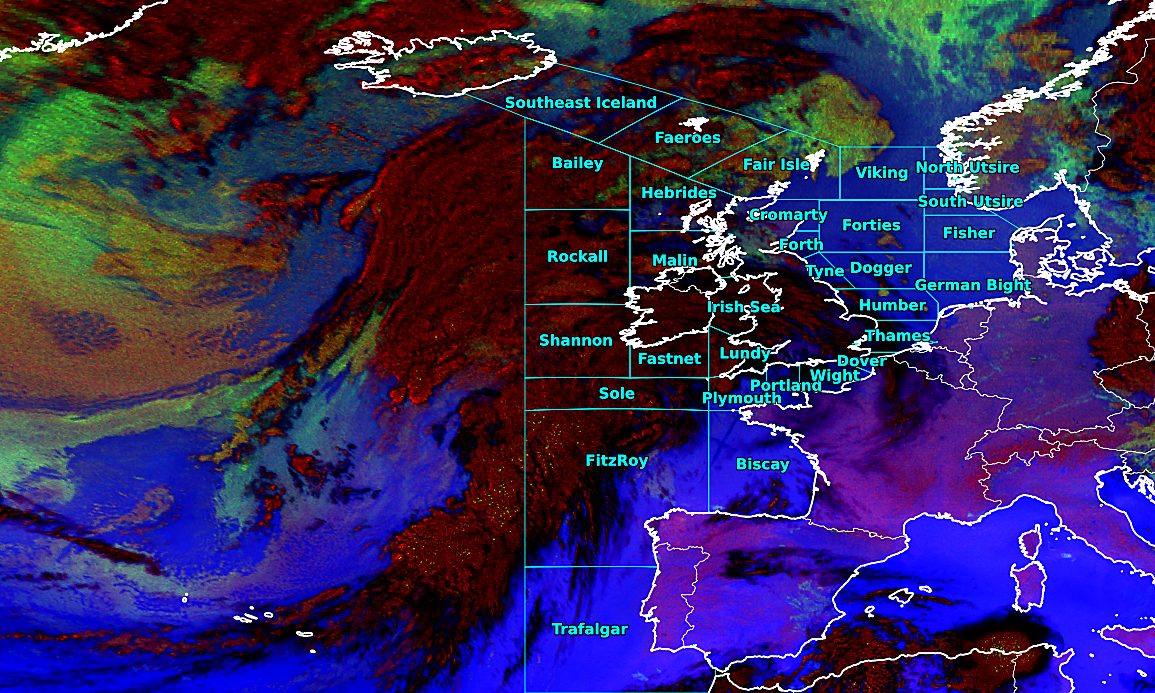 Southeast Iceland
Faeroes
Bailey
Fair Isle
Viking
North Utsire
Hebrides
South Utsire
Cromarty
Forties
Fisher
Forth
Rockall
Malin
Tyne
Dogger
German Bight
Irish Sea
Humber
Shannon
Thames
Fastnet
Lundy
Dover
Wight
Portland
Sole
Plymouth
FitzRoy
Biscay
Trafalgar